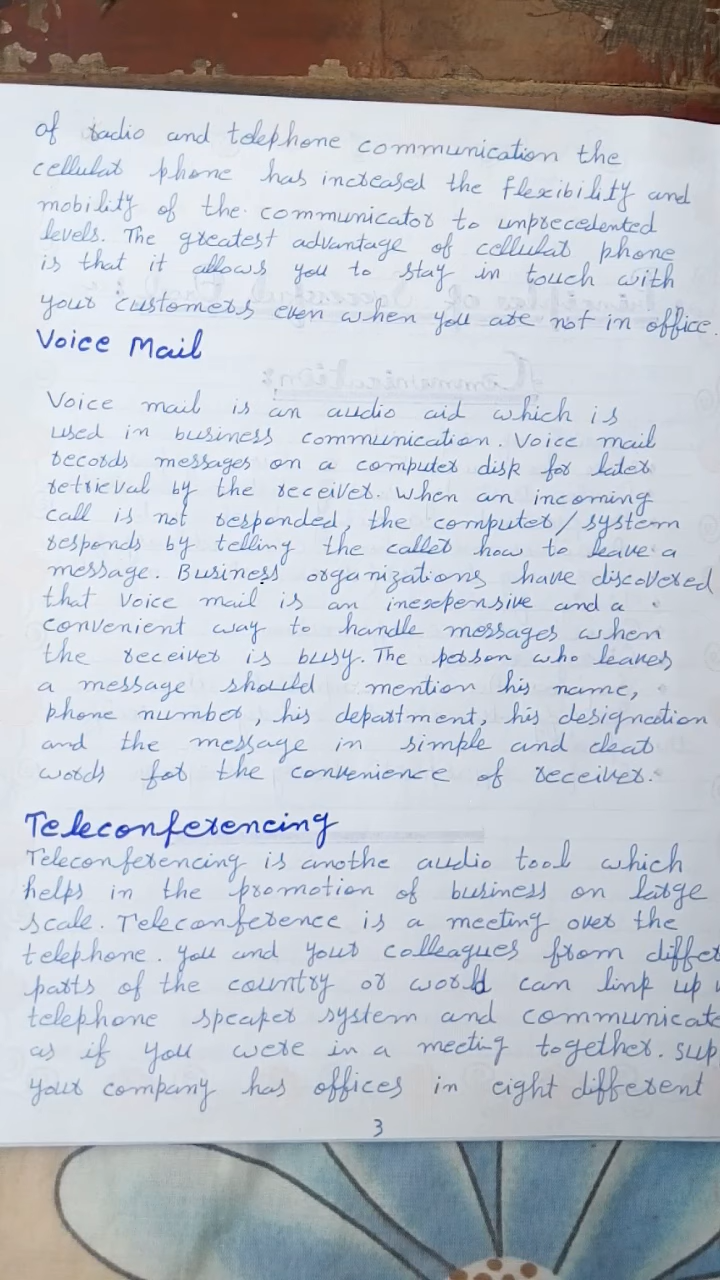 of radio and telephone communication the
cellular phone has increased the flexibility and
mobility of the communicator to unprecedented
levels. The greatest advantage of cellular phone
is that it allows you to stay in touch with
your customers even when you are not in office.
Voice Mail
Voice mail is an audio aid which is
used in business communication. Voice mail
records messages on a computer disk for later
retrieval by the receiver. When an incoming
call is not responded, the computer/system
responds by telling the caller how to leave a
message. Business organizations have discovered
that voice mail is an inexpensive and a
convenient way to handle messages when
the receiver is busy. The person who leaves
a message should mention his name,
phone number, his department, his designation
and the message in simple and clear
words for the convenience of receiver.
Teleconferencing
Teleconferencing is anothe audio tool which
helps in the promotion of business on large
scale. Teleconference is a meeting over the
telephone. You and your colleagues from differ
parts of the country or world can link up
telephone speaper system and communicate
as if you were in a meeting together. sup
your company has offices in eight different
3